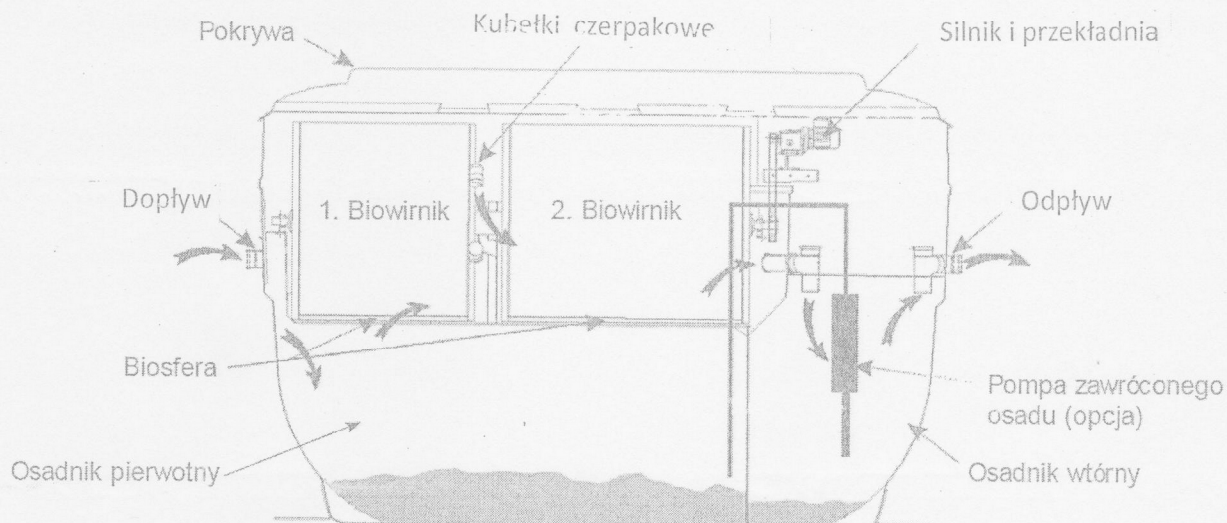 Pokrywa
Kubełki czerpakowe
Silnik i przekładnia
Dopływ
1. Biowirnik
2. Biowirnik
Odpływ
Biosfera
Pompa zawróconego
osadu (opcja)
Osadnik pierwotny
Osadnik wtórny